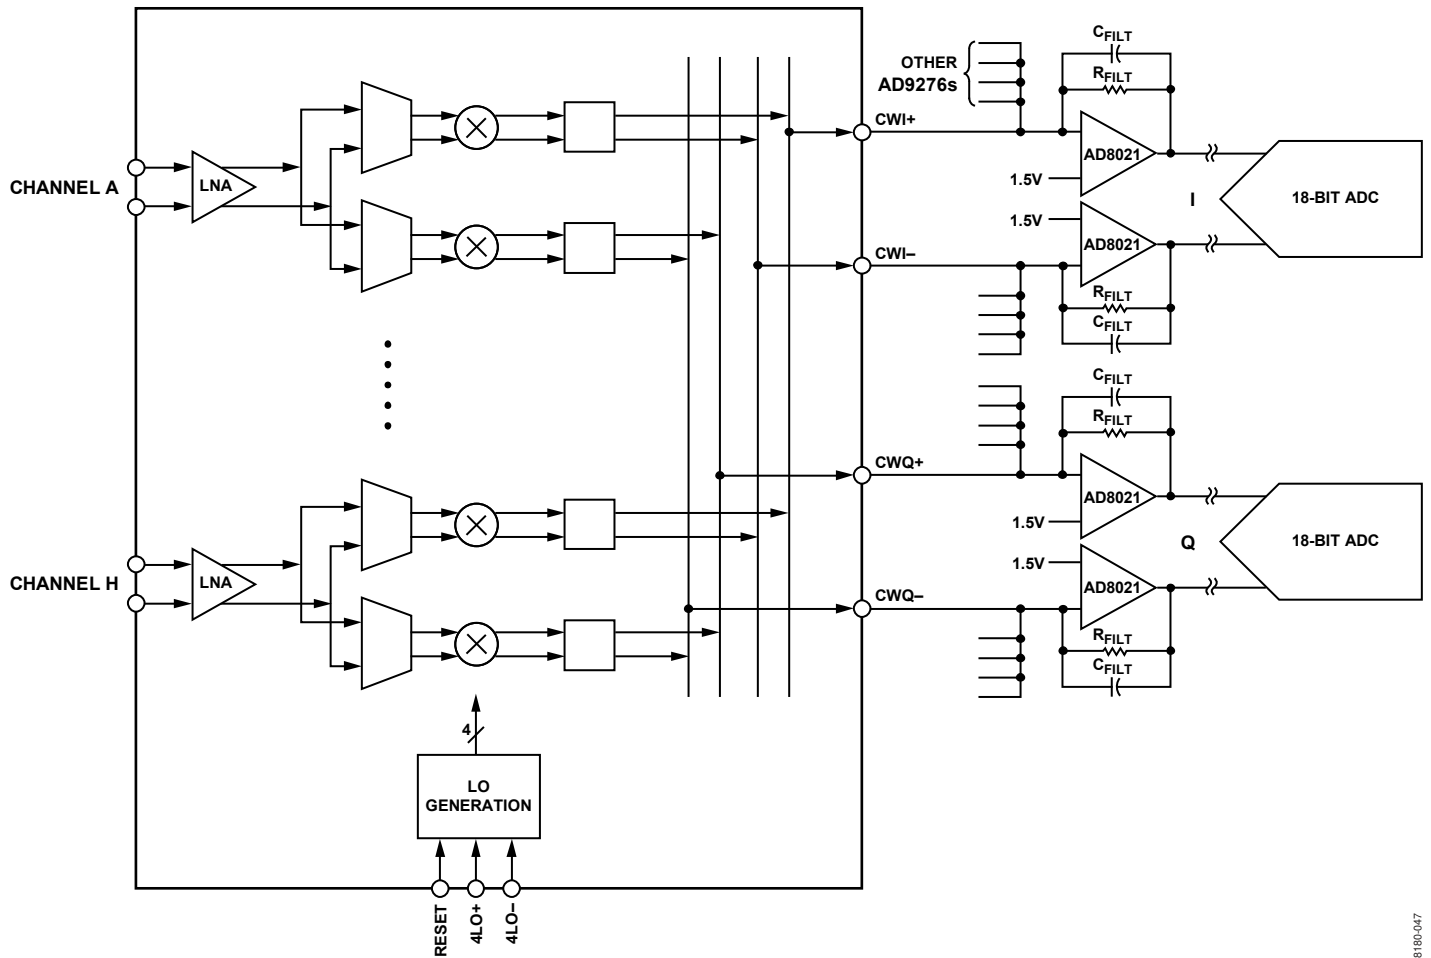 OTHER
AD9276s
CFILT
RFILT
CWI+
AD8021
1.5V
CHANNEL A
LNA
I
18-BIT ADC
1.5V
AD8021
CWI–
RFILT
CFILT
CFILT
RFILT
CWQ+
AD8021
1.5V
Q
18-BIT ADC
1.5V
AD8021
CHANNEL H
LNA
CWQ–
RFILT
CFILT
4
LO
GENERATION
RESET
4LO+
4LO–
8180-047